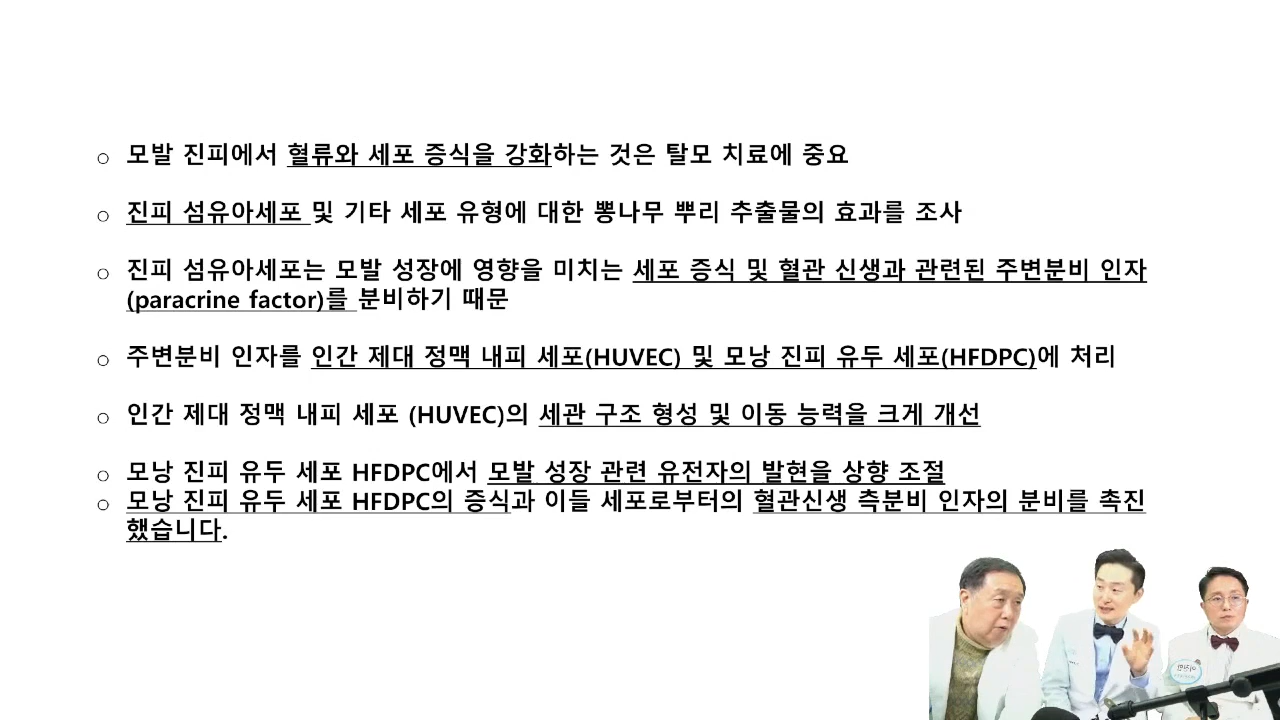 ○ 모발 진피에서 혈류와 세포 증식을 강화하는 것은 탈모 치료에 중요
○ 진피 섬유아세포 및 기타 세포 유형에 대한 뽕나무 뿌리 추출물의 효과를 조사
○ 진피 섬유아세포는 모발 성장에 영향을 미치는 세포 증식 및 혈관 신생과 관련된 주변분비 인자
(paracrine factor)를 분비하기 때문
○ 주변분비 인자를 인간 제대 정맥 내피 세포(HUVEC) 및 모낭 진피 유두 세포(HFDPC)에 처리
○ 인간 제대 정맥 내피 세포 (HUVEC)의 세관 구조 형성 및 이동 능력을 크게 개선
○ 모낭 진피 유두 세포 HFDPC에서 모발 성장 관련 유전자의 발현을 상향 조절
○ 모낭 진피 유두 세포 HFDPC의 증식과 이들 세포로부터의 혈관신생 측분비 인자의 분비를 촉진
했습니다.